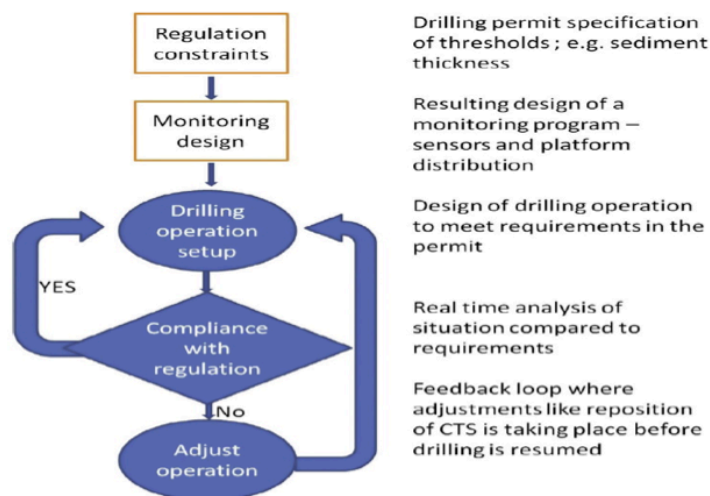 Regulation
constraints
Drilling permit specification
of thresholds ; e.g. sediment
thickness
Monitoring
design
Resulting design of a
monitoring program –
sensors and platform
distribution
Drilling
operation
setup
Design of drilling operation
to meet requirements in the
permit
YES
Compliance
with
regulation
Real time analysis of
situation compared to
requirements
No
Adjust
operation
Feedback loop where
adjustments like reposition
of CTS is taking place before
drilling is resumed